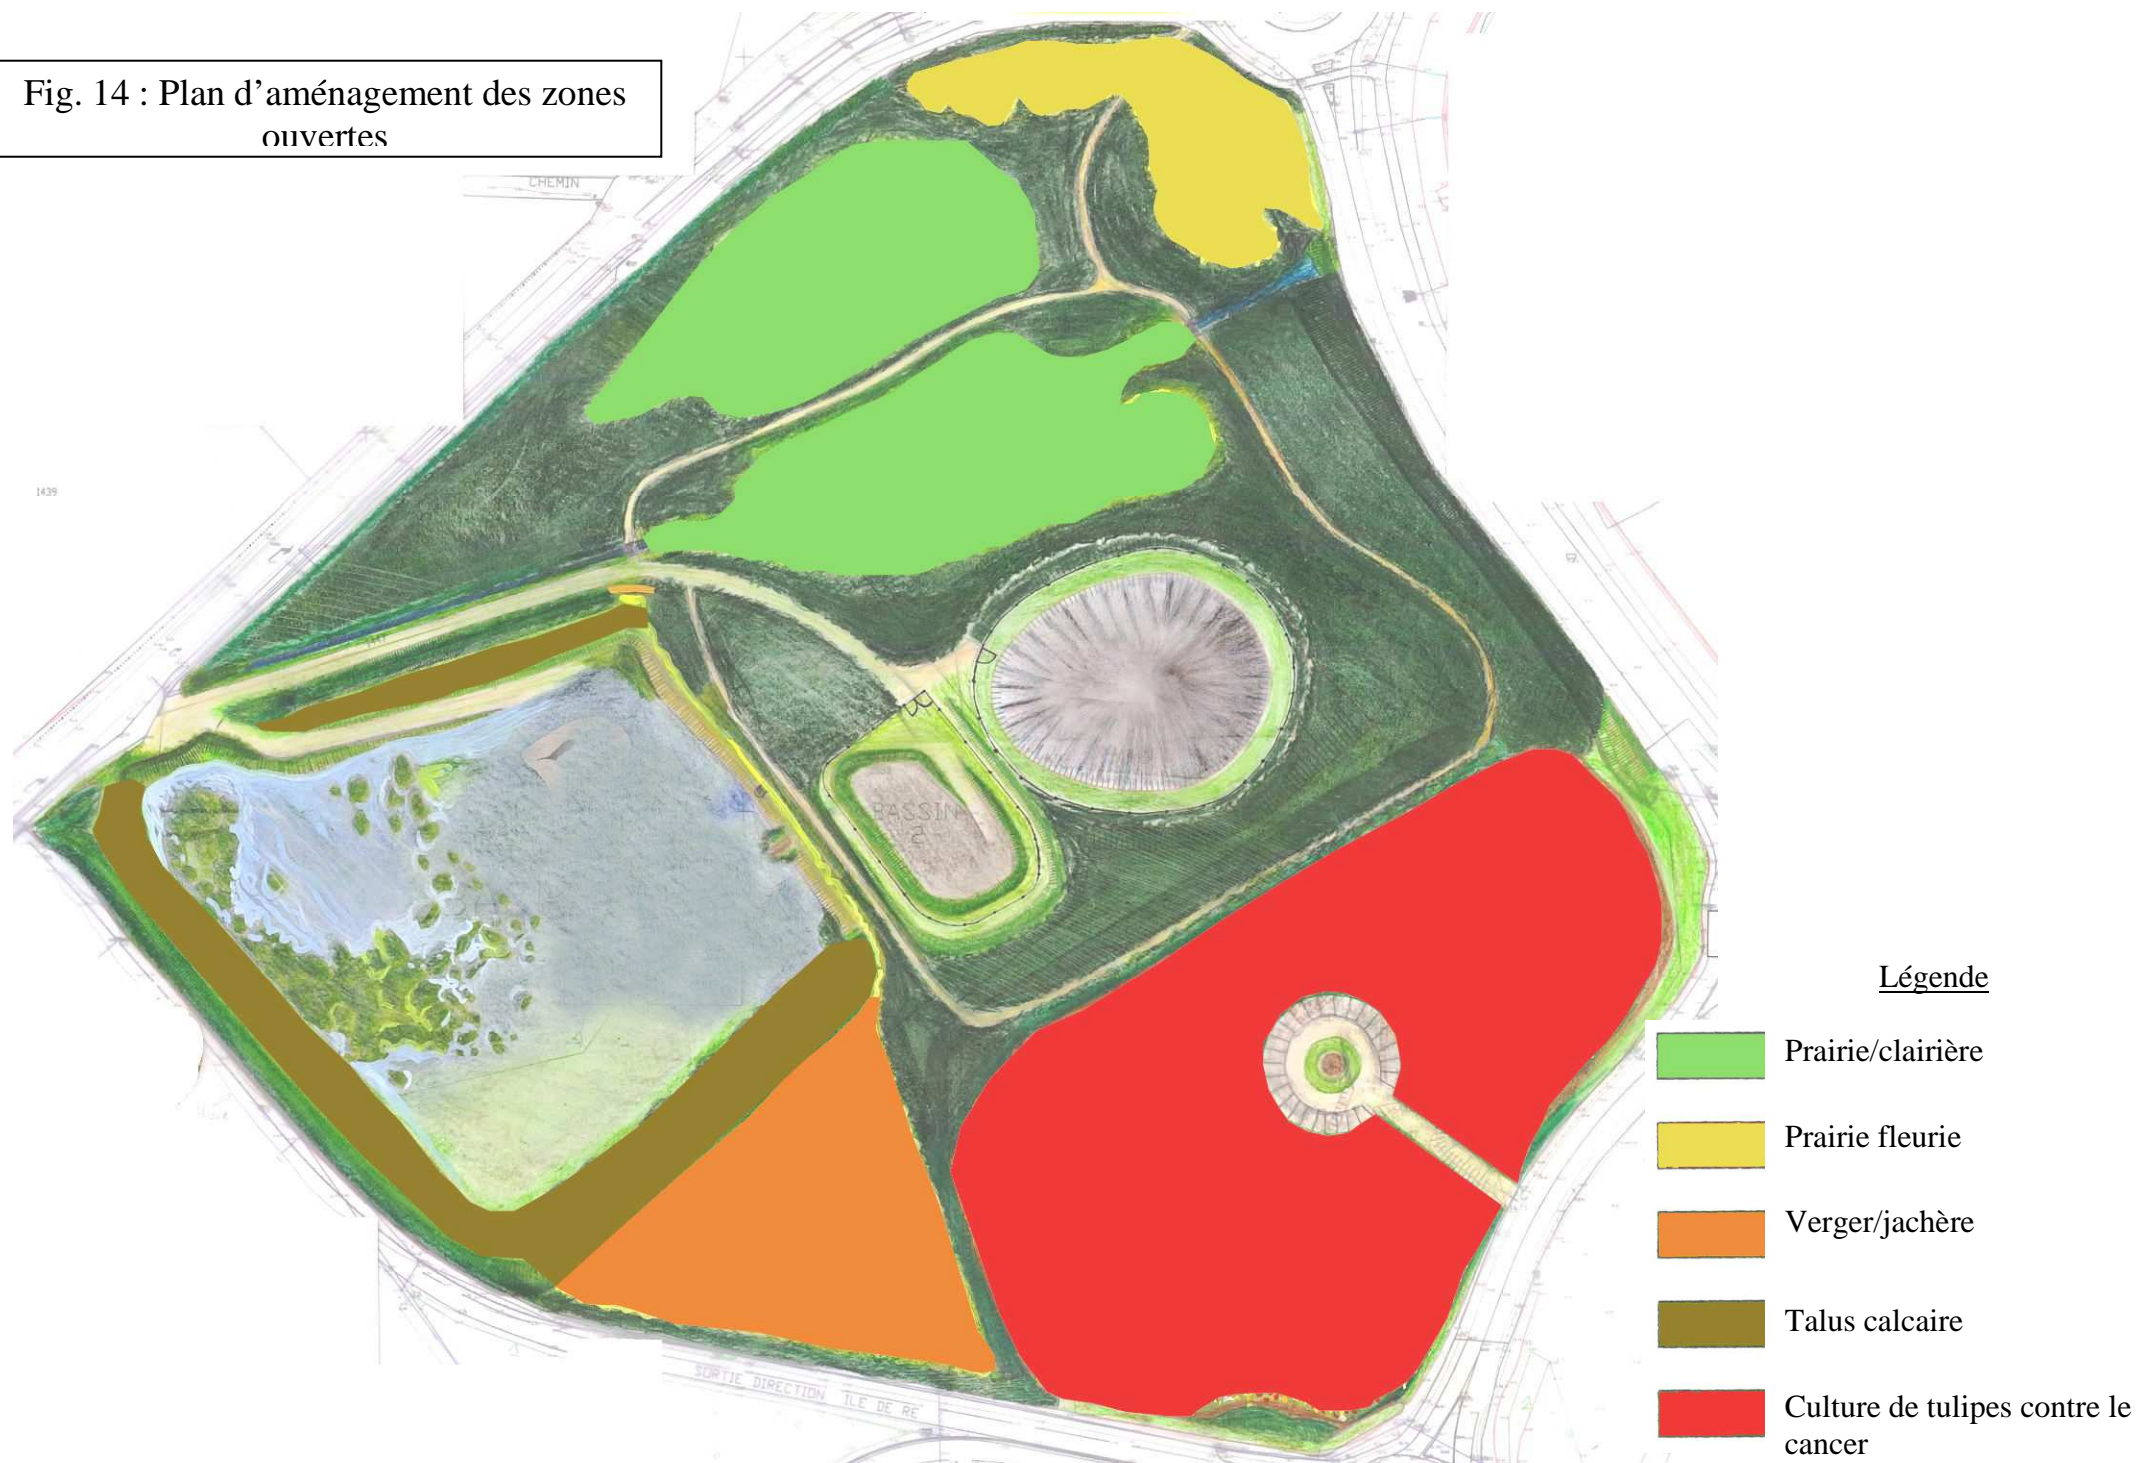 Fig. 14 : Plan d’aménagement des zones
ouvertes
CHEMIN
1439
BASSIN
2
SORTIE DIRECTION ILE DE RE
Légende
Prairie/clairière
Prairie fleurie
Verger/jachère
Talus calcaire
Culture de tulipes contre le
cancer